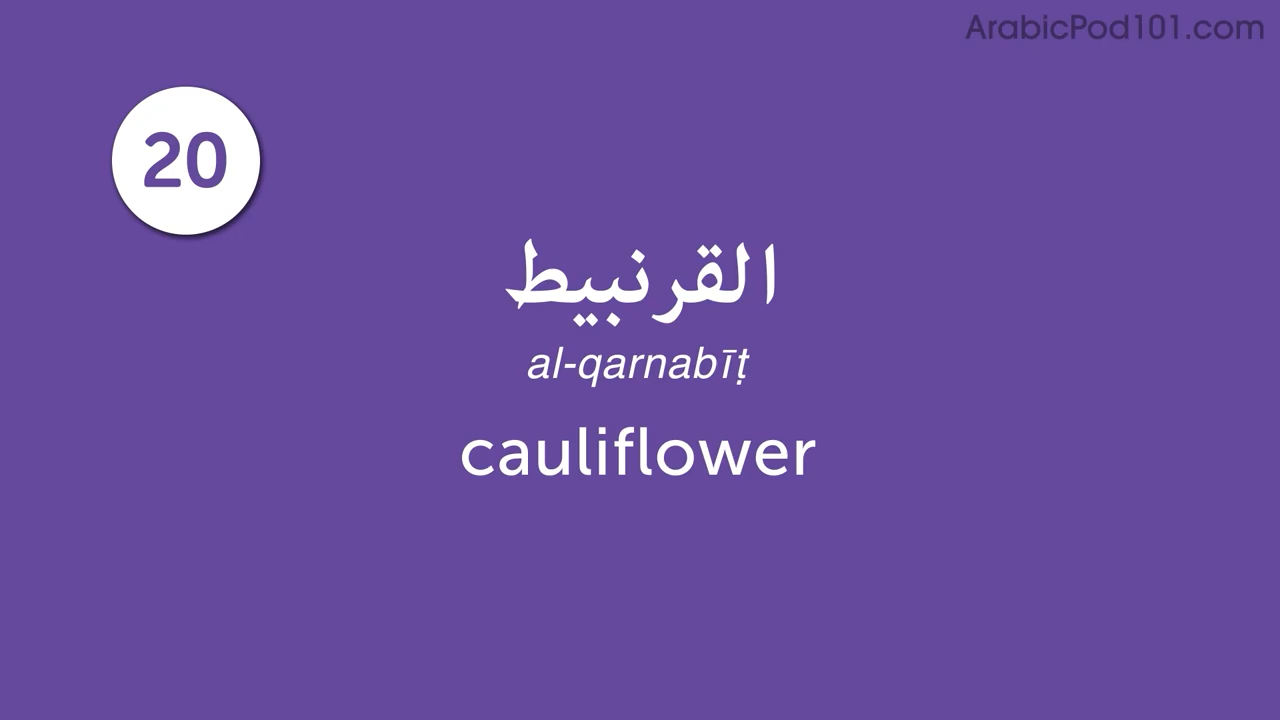 ArabicPod101.com
20
القرنبيط
al-qarnabīṭ
cauliflower